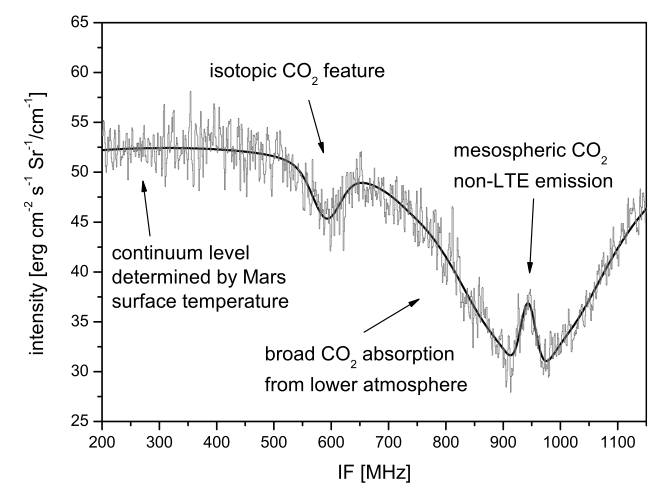 65
60
55
50
45
40
35
30
25
200 300 400 500 600 700 800 900 1000 1100
intensity [erg cm⁻² s⁻¹ Sr⁻¹/cm⁻¹]
IF [MHz]
isotopic CO₂ feature
mesospheric CO₂
non-LTE emission
continuum level
determined by Mars
surface temperature
broad CO₂ absorption
from lower atmosphere